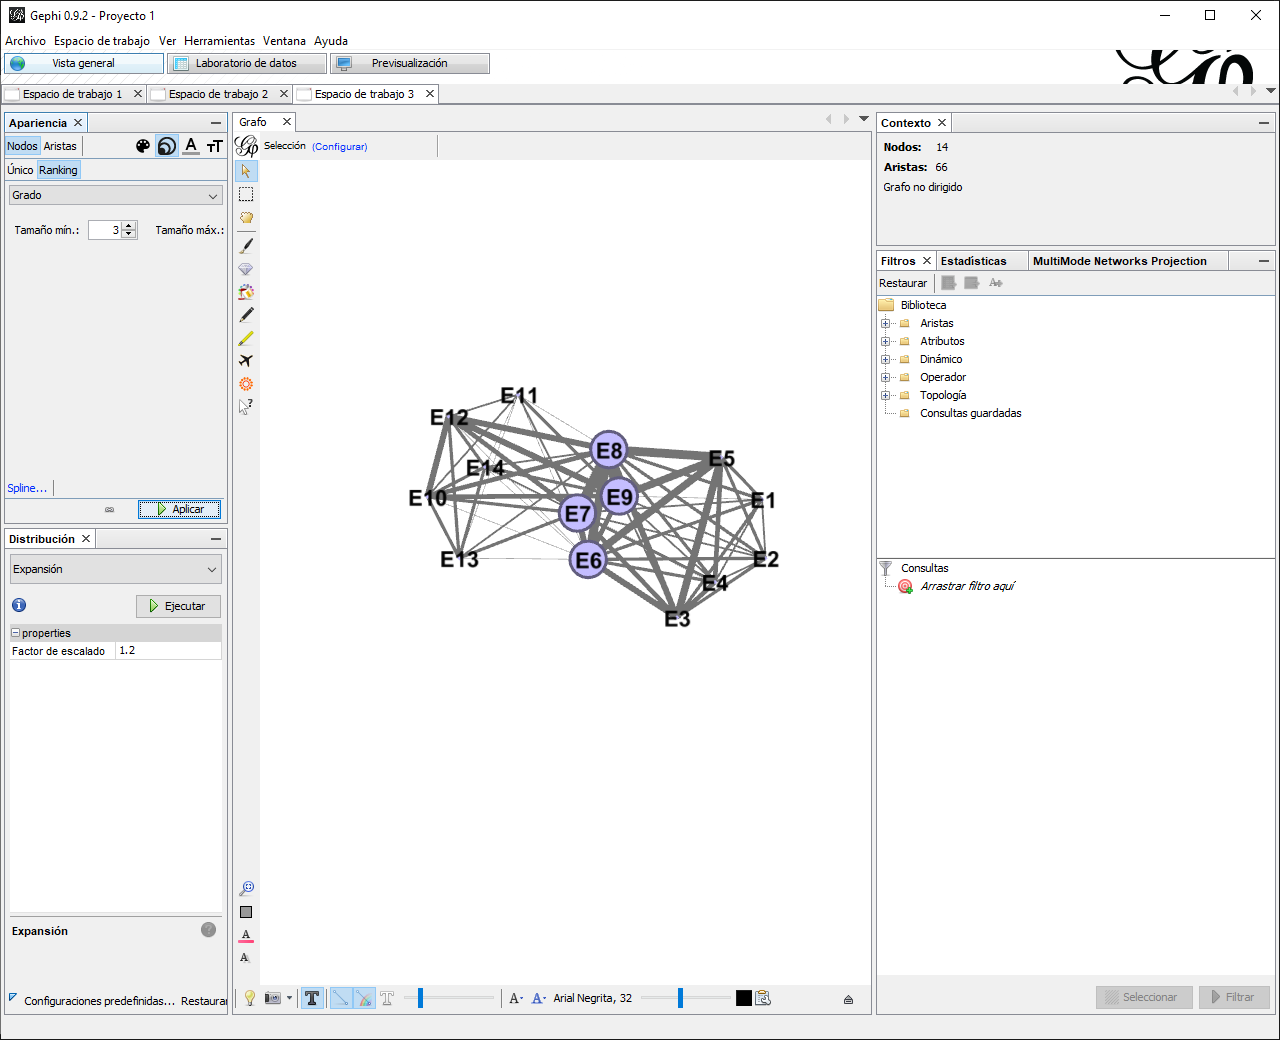 Gephi 0.9.2 - Proyecto 1
Archivo Espacio de trabajo Ver Herramientas Ventana Ayuda
Vista general Laboratorio de datos Previsualización
Espacio de trabajo 1 Espacio de trabajo 2 Espacio de trabajo 3
Apariencia
Nodos Aristas
Único Ranking
Grado
Tamaño mín.: 3 Tamaño máx.:
Spline...
Aplicar
Distribución
Expansión
Ejecutar
properties
Factor de escalado 1.2
Expansión
Configuraciones predefinidas... Restaurar
Grafo
Selección (Configurar)
E11
E12
E8
E5
E14
E10
E9
E1
E7
E13
E6
E2
E4
E3
Arial Negrita, 32
Contexto
Nodos: 14
Aristas: 66
Grafo no dirigido
Filtros Estadísticas MultiMode Networks Projection
Restaurar
Biblioteca
Aristas
Atributos
Dinámico
Operador
Topología
Consultas guardadas
Consultas
Arrastrar filtro aquí
Seleccionar Filtrar